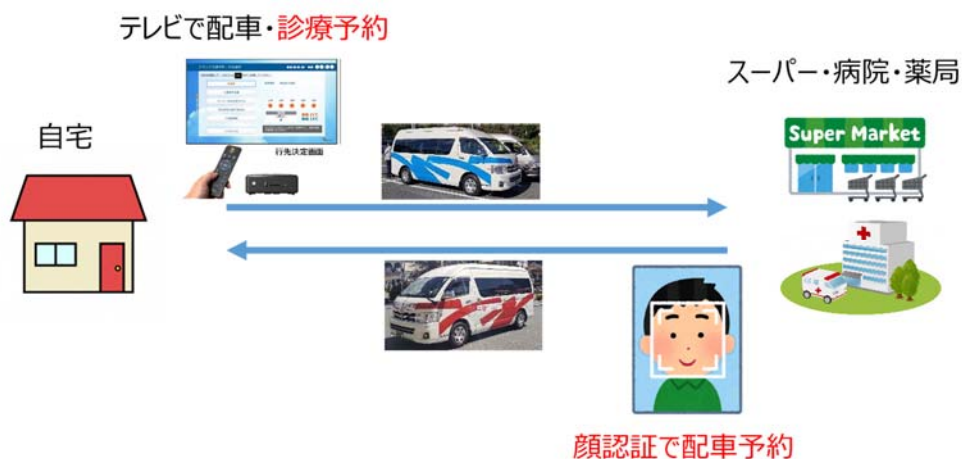 テレビで配車・診療予約
スーパー・病院・薬局
自宅
行先決定画面
Super Market
顔認証で配車予約